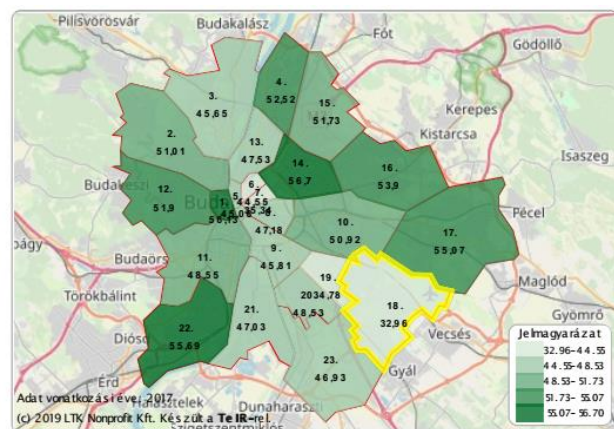 Pilisvörösvár
Budakalász
Fót
Gödöllő
Kerepes
Kistarcsa
Isaszeg
Pécel
Maglód
Gyömrő
Vecsés
Gyál
Dunaharaszti
Érd
Törökbálint
Budaörs
3.
45,65
4.
52,52
15.
51,73
2.
51,01
13.
47,53
14.
56,7
16.
53,9
12.
51,9
6.
44,55
7.
47,18
10.
50,92
17.
55,07
11.
48,55
9.
45,81
19.
2034,78
48,53
18.
32,96
21.
47,03
22.
55,69
23.
46,93
Jelmagyarázat
32.96–44.55
44.55–48.53
48.53–51.73
51.73–55.07
55.07–56.70
Adat vonatkozási éve: 2017.
(c) 2019 LTK Nonprofit Kft. Készült a TeIR-rel.